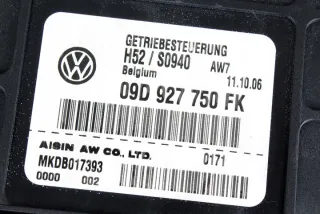 GETRIEBESTEUERUNG
H52 / S0940 AW7
Belgium 11.10.06
09D 927 750 FK
AISIN AW CO., LTD.
MKDB017393 0171
0000 002